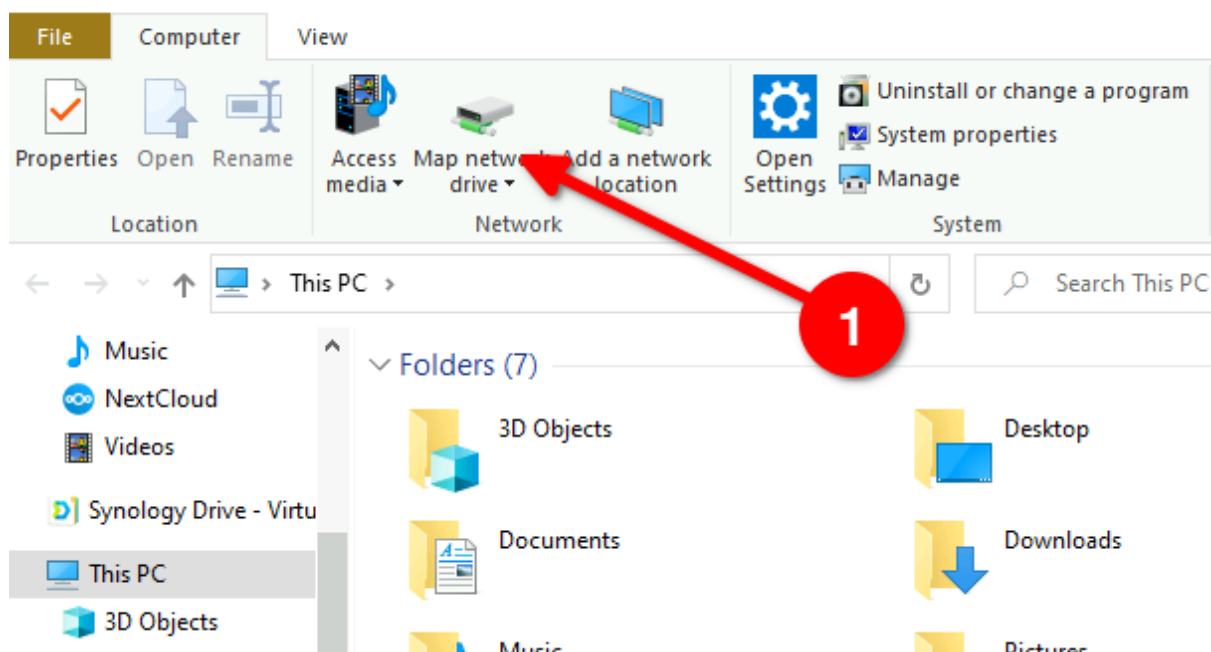 File Computer View
Uninstall or change a program
System properties
Manage
Properties Open Rename
Access media
Map network drive
Add a network location
Open Settings
Location Network System
This PC
Search This PC
1
Music
NextCloud
Videos
Synology Drive - Virtu
This PC
3D Objects
Folders (7)
3D Objects Desktop
Documents Downloads
Music Pictures